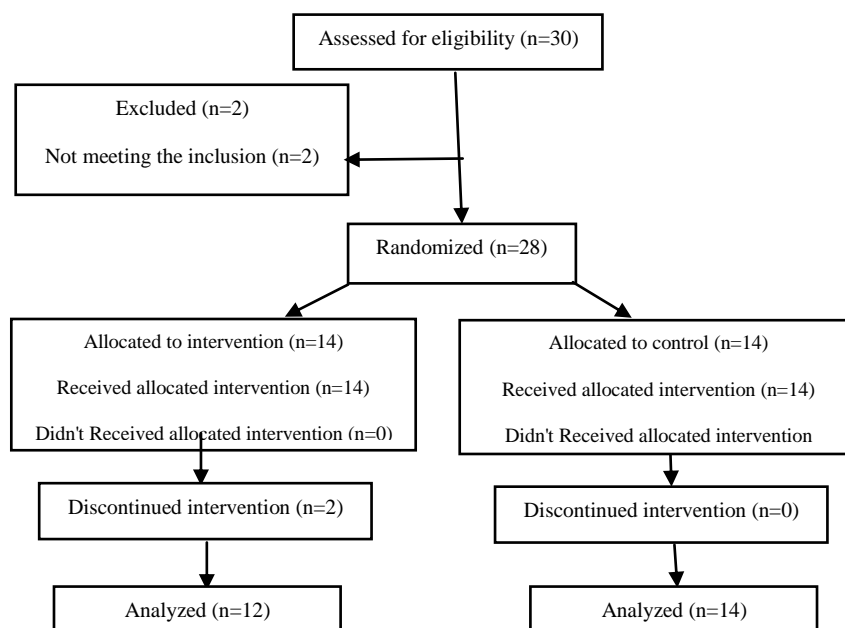 Assessed for eligibility (n=30)
Excluded (n=2)
Not meeting the inclusion (n=2)
Randomized (n=28)
Allocated to intervention (n=14)
Received allocated intervention (n=14)
Didn't Received allocated intervention (n=0)
Allocated to control (n=14)
Received allocated intervention (n=14)
Didn't Received allocated intervention
Discontinued intervention (n=2)
Discontinued intervention (n=0)
Analyzed (n=12)
Analyzed (n=14)